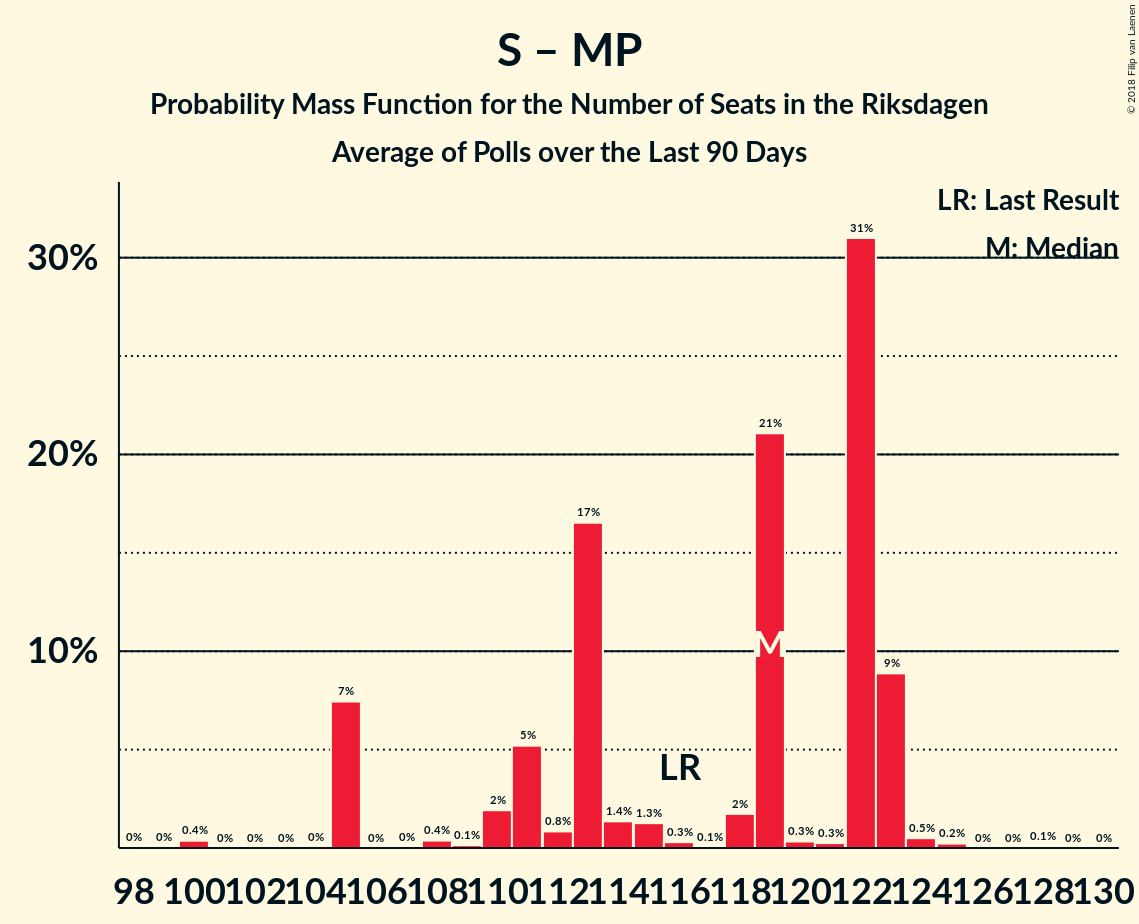 S – MP
Probability Mass Function for the Number of Seats in the Riksdagen
Average of Polls over the Last 90 Days
© 2018 Filip van Laenen
LR: Last Result
M: Median
30%
20%
10%
0% 0% 0.4% 0% 0% 0% 0% 7% 0% 0% 0.4% 0.1% 2% 5% 0.8% 17% 1.4% 1.3% 0.3% 0.1% 2% 21% 0.3% 0.3% 31% 9% 0.5% 0.2% 0% 0% 0.1% 0% 0%
M
LR
98 100 102 104 106 108 110 112 114 116 118 120 122 124 126 128 130